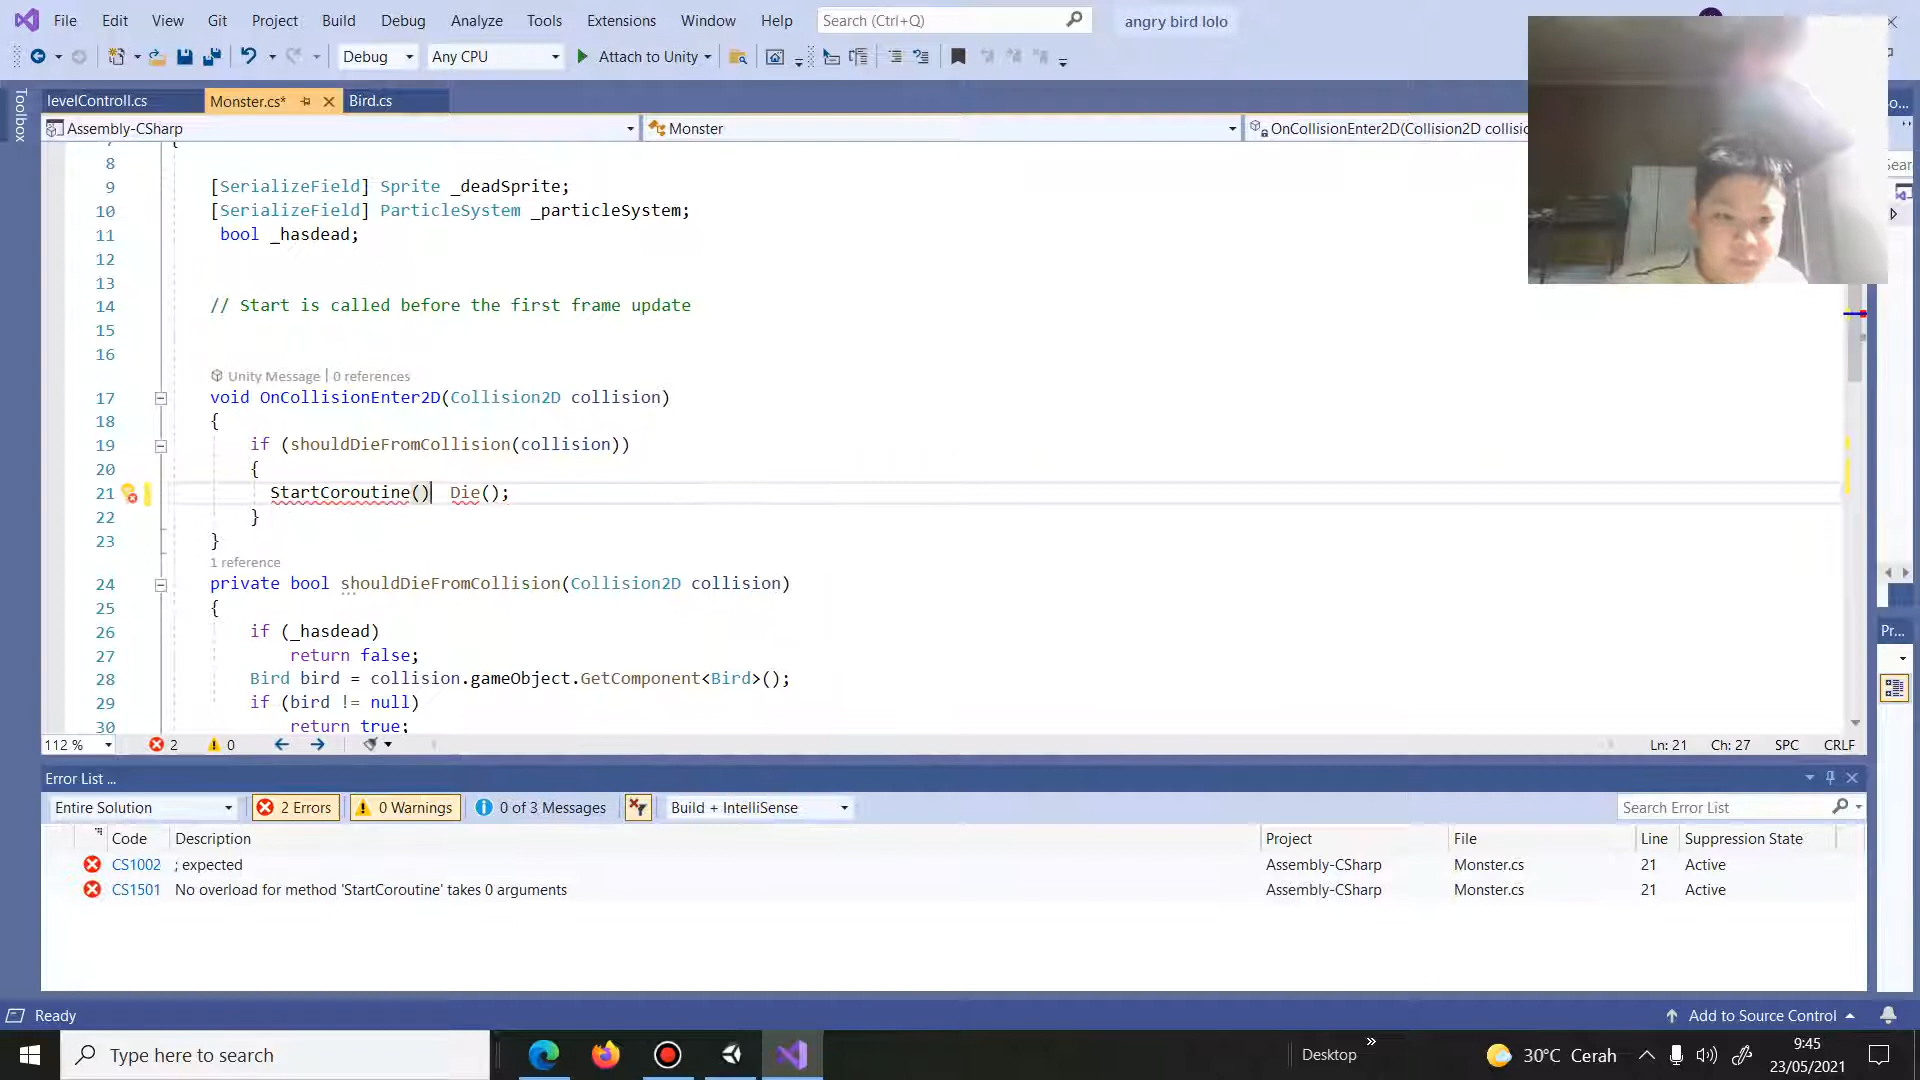 File Edit View Git Project Build Debug Analyze Tools Extensions Window Help Search (Ctrl+Q) angry bird lolo
Debug Any CPU Attach to Unity
Toolbox
levelControll.cs Monster.cs* Bird.cs
Assembly-CSharp Monster OnCollisionEnter2D(Collision2D
8
9 [SerializeField] Sprite _deadSprite;
10 [SerializeField] ParticleSystem _particleSystem;
11 bool _hasdead;
12
13
14 // Start is called before the first frame update
15
16
Unity Message | 0 references
17 void OnCollisionEnter2D(Collision2D collision)
18 {
19 if (shouldDieFromCollision(collision))
20 {
21 StartCoroutine() Die();
22 }
23 }
1 reference
24 private bool shouldDieFromCollision(Collision2D collision)
25 {
26 if (_hasdead)
27 return false;
28 Bird bird = collision.gameObject.GetComponent<Bird>();
29 if (bird != null)
30 return true;
112 % 2 0 Ln: 21 Ch: 27 SPC CRLF
Pr...
Error List ...
Entire Solution 2 Errors 0 Warnings 0 of 3 Messages Build + IntelliSense Search Error List
Code Description Project File Line Suppression State
CS1002 ; expected Assembly-CSharp Monster.cs 21 Active
CS1501 No overload for method 'StartCoroutine' takes 0 arguments Assembly-CSharp Monster.cs 21 Active
Ready Add to Source Control
Type here to search Desktop » 30°C Cerah 9:45
23/05/2021